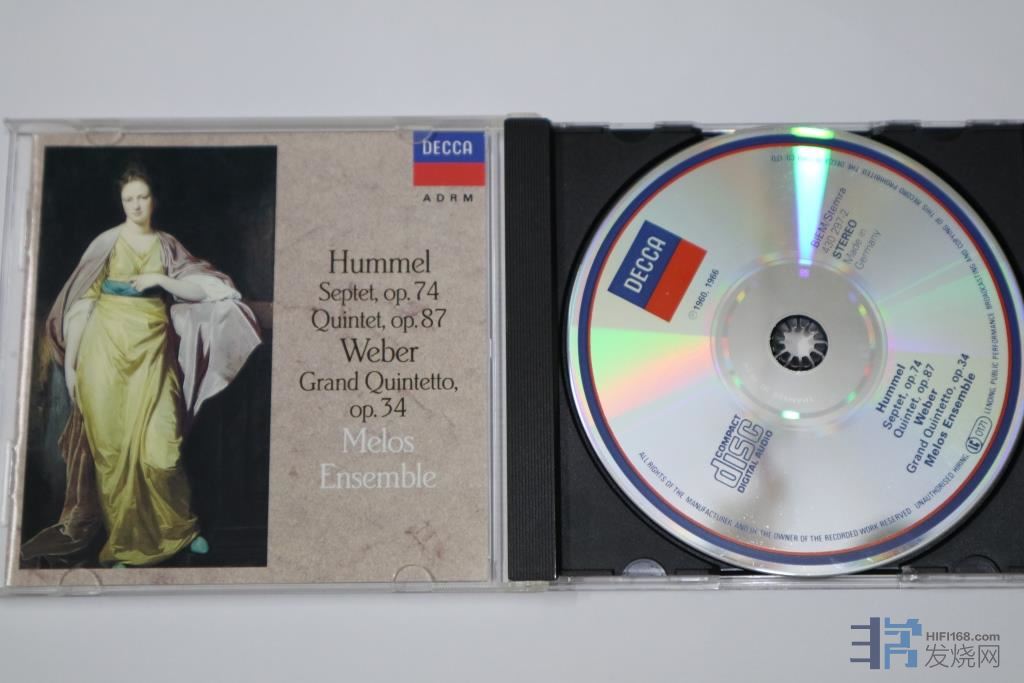 DECCA
ADRM
Hummel
Septet, op. 74
Quintet, op. 87
Weber
Grand Quintetto,
op. 34
Melos
Ensemble
DECCA
℗ 1960, 1966
BIEM/Stemra
430 297-2
STEREO
Made in
Germany
COMPACT
disc
DIGITAL AUDIO
Hummel
Septet, op. 74
Quintet, op. 87
Weber
Grand Quintetto, op. 34
Melos Ensemble
ALL RIGHTS OF THE MANUFACTURER AND OF THE OWNER OF THE RECORDED WORK RESERVED UNAUTHORISED HIRING, LENDING, PUBLIC PERFORMANCE, BROADCASTING AND COPYING OF THIS RECORD PROHIBITED
HIFI168.com
发烧网